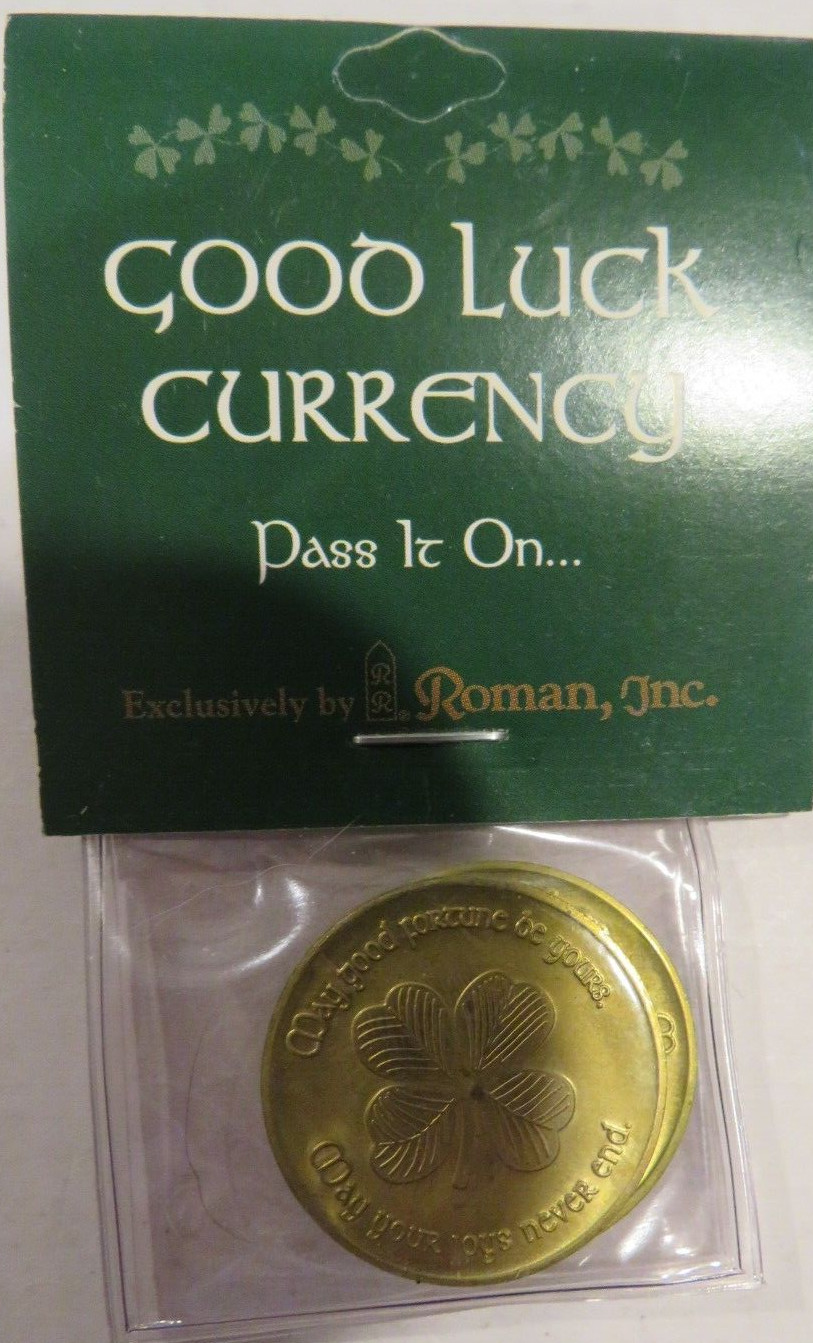 GOOD LUCK
CURRENCY
Pass It On...
Exclusively by RR. Roman, Inc.
May good fortune be yours.
May your joys never end.